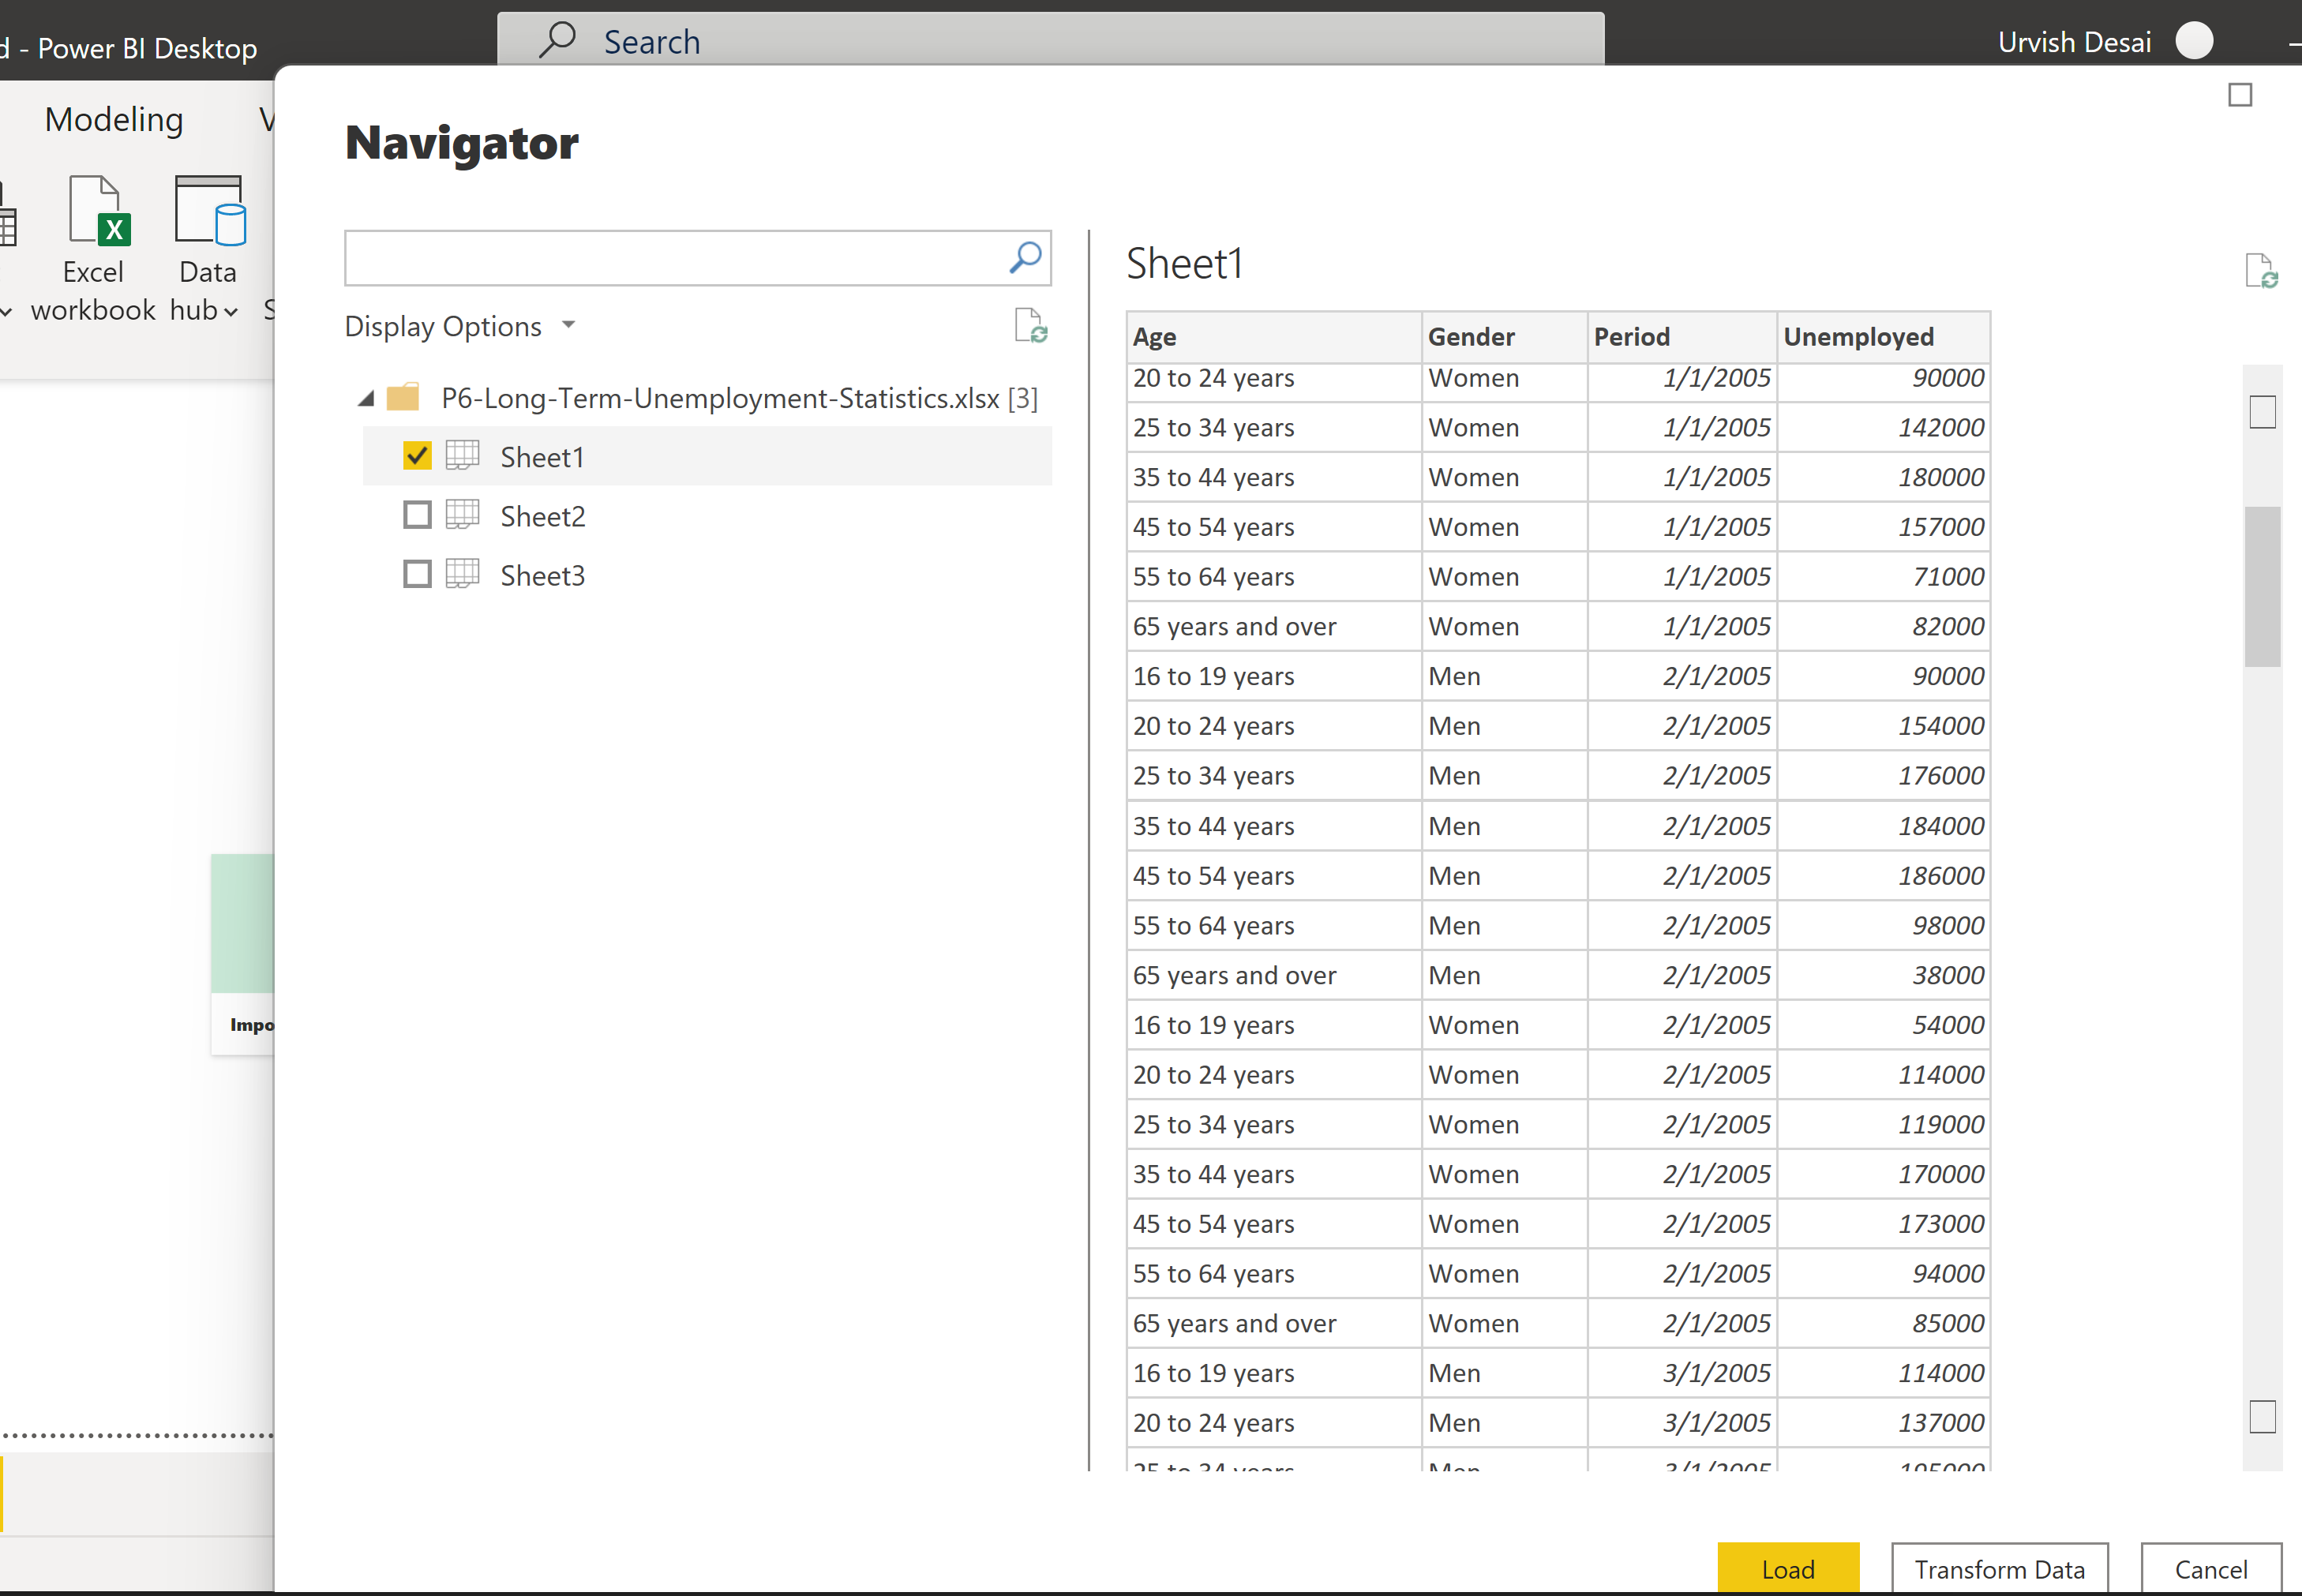 d - Power BI Desktop
Search
Urvish Desai
Modeling
V
Excel
workbook
Data
hub
S
Impo
Navigator
Display Options
P6-Long-Term-Unemployment-Statistics.xlsx [3]
Sheet1
Sheet2
Sheet3
Sheet1
Age Gender Period Unemployed
20 to 24 years Women 1/1/2005 90000
25 to 34 years Women 1/1/2005 142000
35 to 44 years Women 1/1/2005 180000
45 to 54 years Women 1/1/2005 157000
55 to 64 years Women 1/1/2005 71000
65 years and over Women 1/1/2005 82000
16 to 19 years Men 2/1/2005 90000
20 to 24 years Men 2/1/2005 154000
25 to 34 years Men 2/1/2005 176000
35 to 44 years Men 2/1/2005 184000
45 to 54 years Men 2/1/2005 186000
55 to 64 years Men 2/1/2005 98000
65 years and over Men 2/1/2005 38000
16 to 19 years Women 2/1/2005 54000
20 to 24 years Women 2/1/2005 114000
25 to 34 years Women 2/1/2005 119000
35 to 44 years Women 2/1/2005 170000
45 to 54 years Women 2/1/2005 173000
55 to 64 years Women 2/1/2005 94000
65 years and over Women 2/1/2005 85000
16 to 19 years Men 3/1/2005 114000
20 to 24 years Men 3/1/2005 137000
25 to 34 years Men 3/1/2005 195000
Load Transform Data Cancel